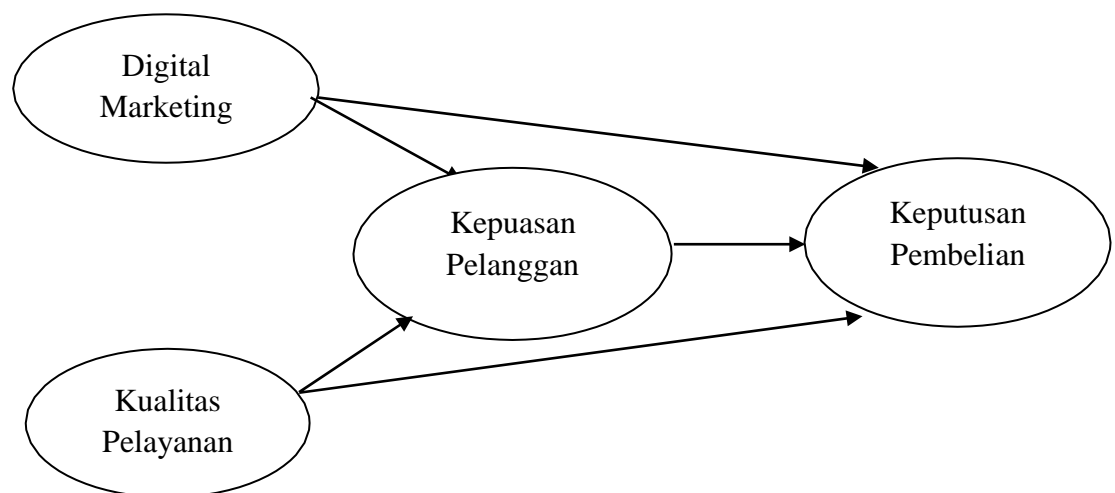 Digital
Marketing
Kepuasan
Pelanggan
Keputusan
Pembelian
Kualitas
Pelayanan